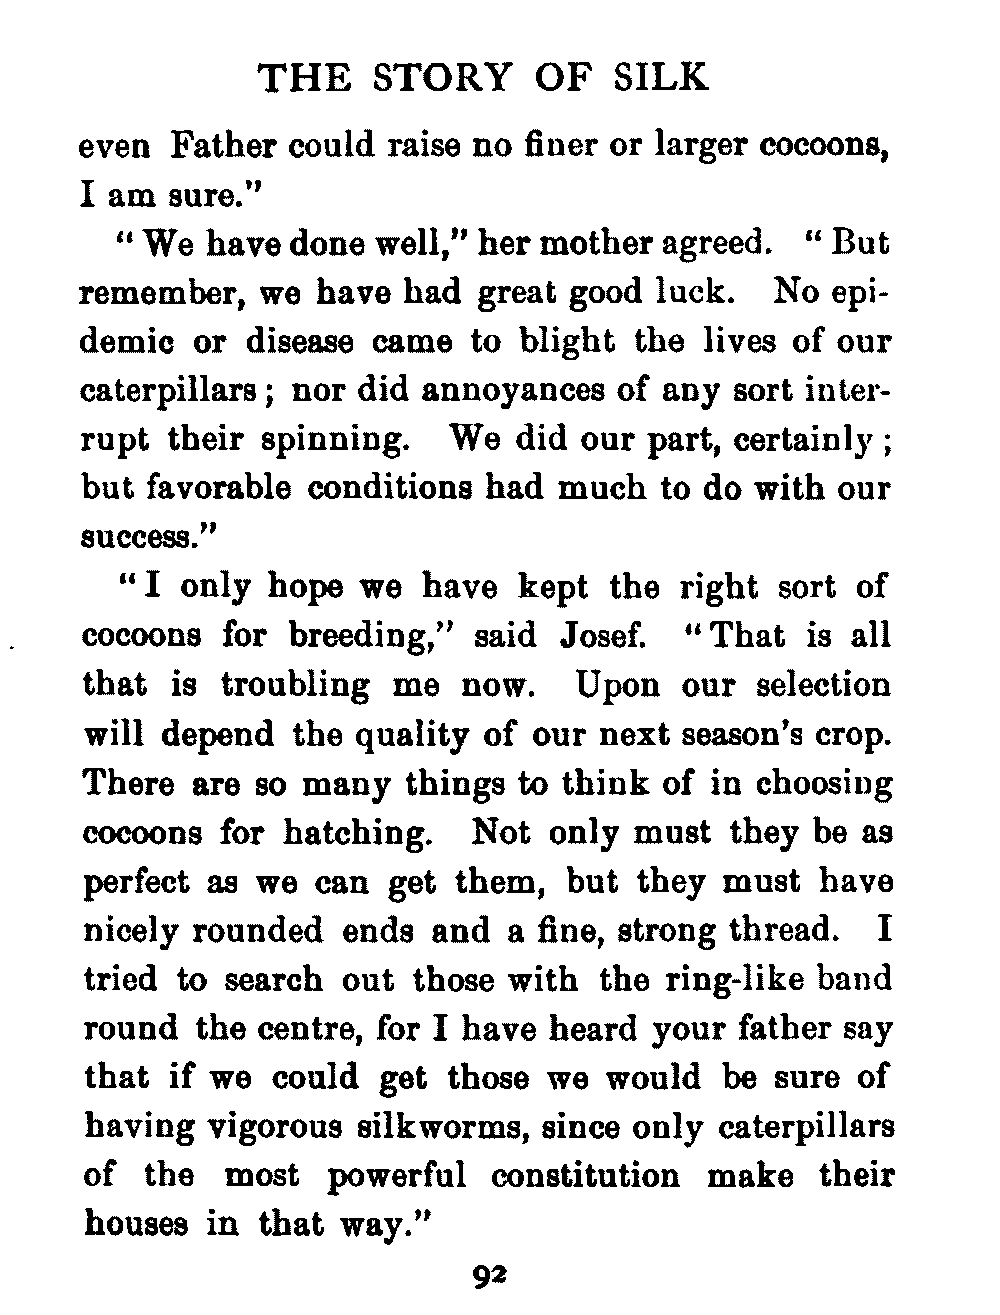 THE STORY OF SILK
even Father could raise no finer or larger cocoons,
I am sure."
"We have done well," her mother agreed. "But
remember, we have had great good luck. No epi-
demic or disease came to blight the lives of our
caterpillars; nor did annoyances of any sort inter-
rupt their spinning. We did our part, certainly;
but favorable conditions had much to do with our
success."
"I only hope we have kept the right sort of
cocoons for breeding," said Josef. "That is all
that is troubling me now. Upon our selection
will depend the quality of our next season's crop.
There are so many things to think of in choosing
cocoons for hatching. Not only must they be as
perfect as we can get them, but they must have
nicely rounded ends and a fine, strong thread. I
tried to search out those with the ring-like band
round the centre, for I have heard your father say
that if we could get those we would be sure of
having vigorous silkworms, since only caterpillars
of the most powerful constitution make their
houses in that way."
92